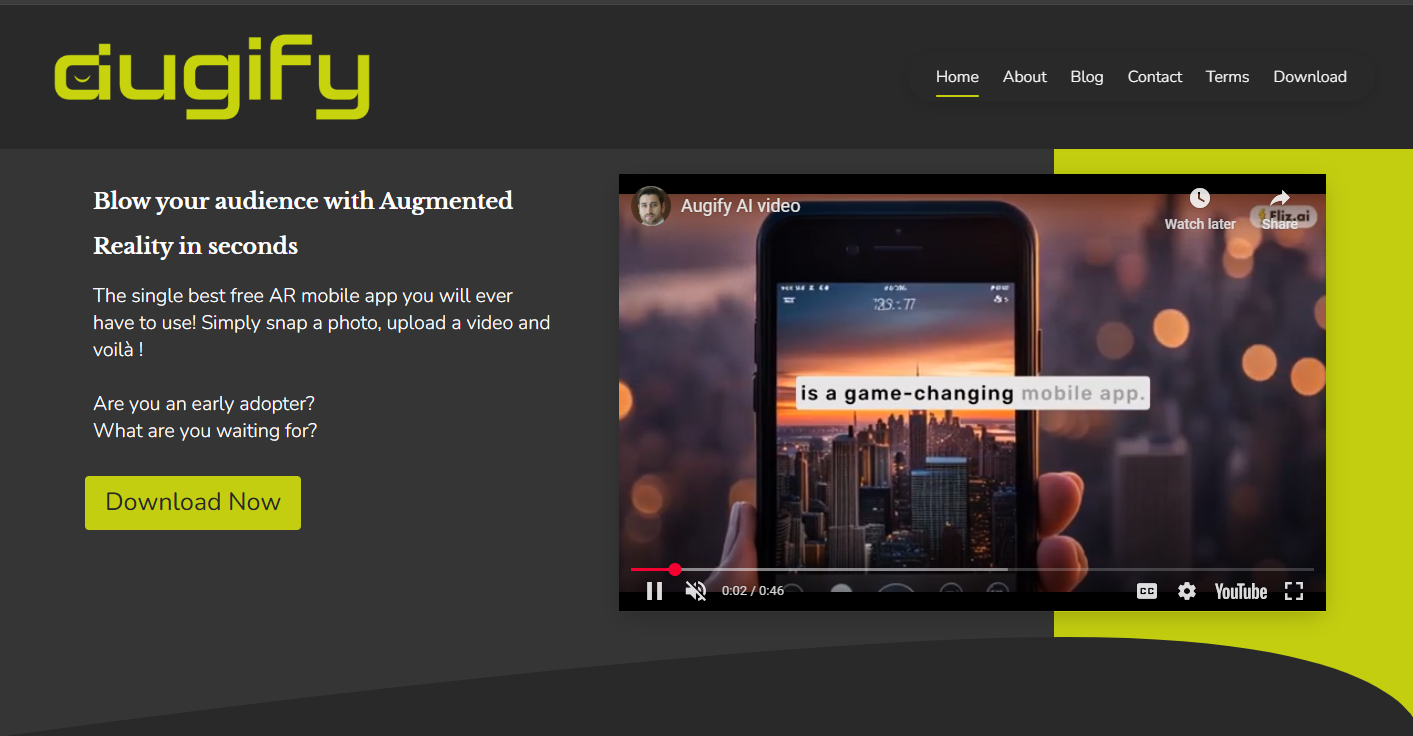 augify
Home About Blog Contact Terms Download
Blow your audience with Augmented
Reality in seconds
The single best free AR mobile app you will ever
have to use! Simply snap a photo, upload a video and
voilà !
Are you an early adopter?
What are you waiting for?
Download Now
Augify AI video
Watch later
Share
Fliz.ai
is a game-changing mobile app.
0:02 / 0:46
CC
YouTube